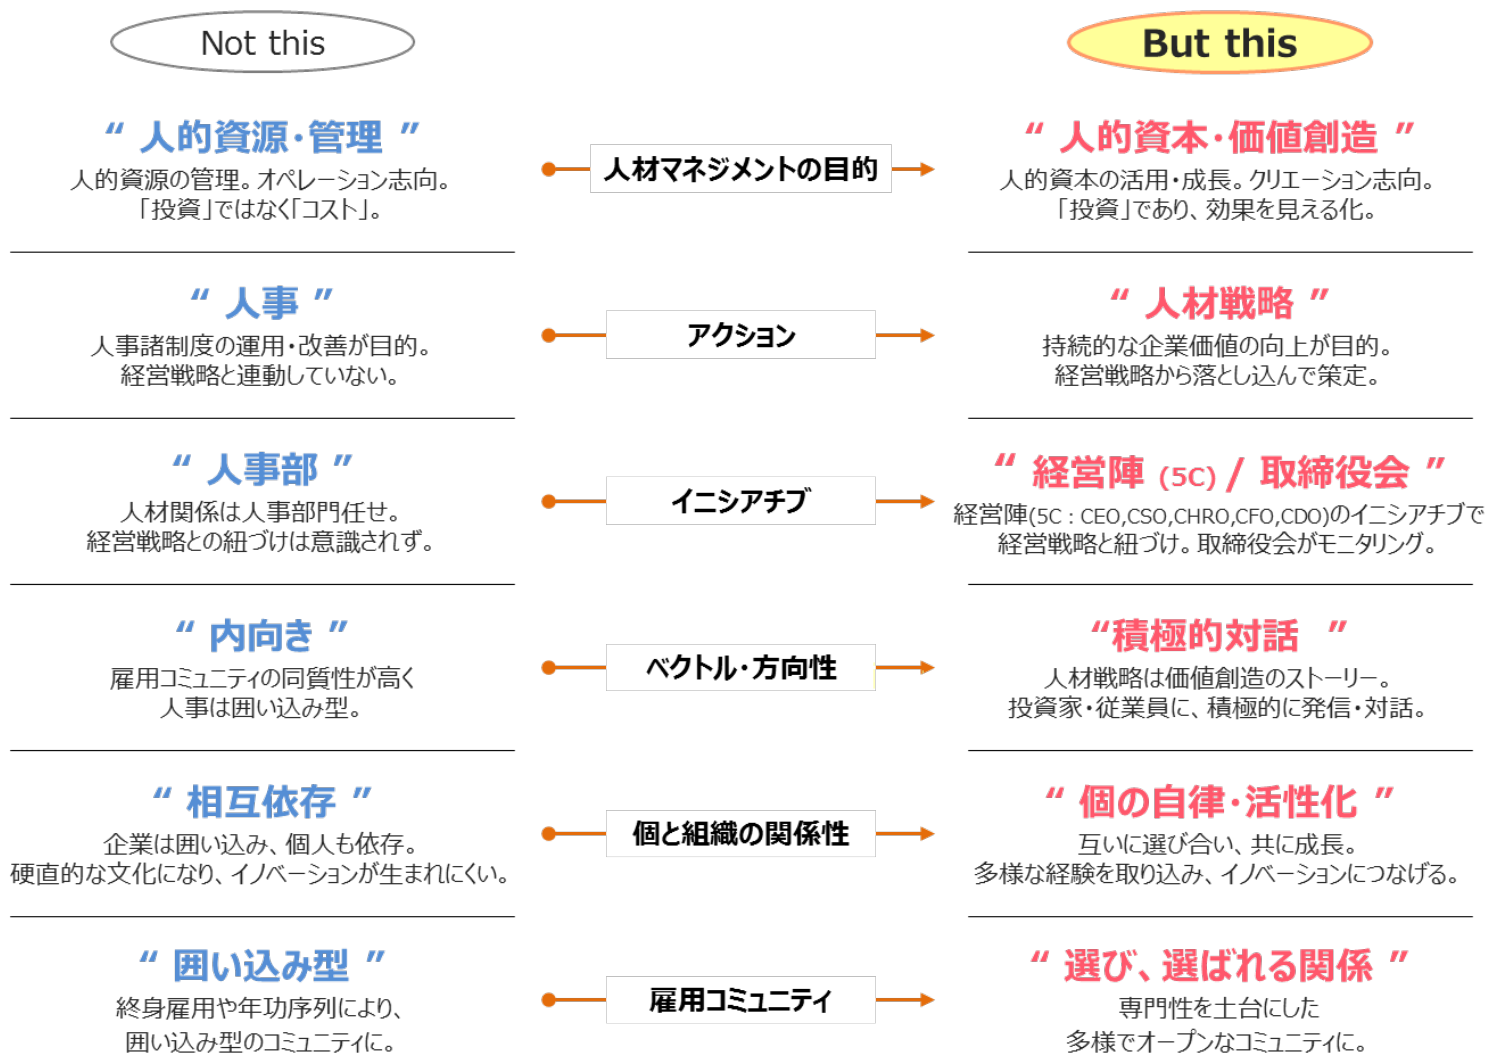 Not this
But this
“ 人的資源・管理 ”
人的資源の管理。オペレーション志向。
「投資」ではなく「コスト」。
人材マネジメントの目的
“ 人的資本・価値創造 ”
人的資本の活用・成長。クリエーション志向。
「投資」であり、効果を見える化。
“ 人事 ”
人事諸制度の運用・改善が目的。
経営戦略と連動していない。
アクション
“ 人材戦略 ”
持続的な企業価値の向上が目的。
経営戦略から落とし込んで策定。
“ 人事部 ”
人材関係は人事部門任せ。
経営戦略との紐づけは意識されず。
イニシアチブ
“ 経営陣 (5C) / 取締役会 ”
経営陣(5C：CEO,CSO,CHRO,CFO,CDO)のイニシアチブで
経営戦略と紐づけ。取締役会がモニタリング。
“ 内向き ”
雇用コミュニティの同質性が高く
人事は囲い込み型。
ベクトル・方向性
“積極的対話 ”
人材戦略は価値創造のストーリー。
投資家・従業員に、積極的に発信・対話。
“ 相互依存 ”
企業は囲い込み、個人も依存。
硬直的な文化になり、イノベーションが生まれにくい。
個と組織の関係性
“ 個の自律・活性化 ”
互いに選び合い、共に成長。
多様な経験を取り込み、イノベーションにつなげる。
“ 囲い込み型 ”
終身雇用や年功序列により、
囲い込み型のコミュニティに。
雇用コミュニティ
“ 選び、選ばれる関係 ”
専門性を土台にした
多様でオープンなコミュニティに。